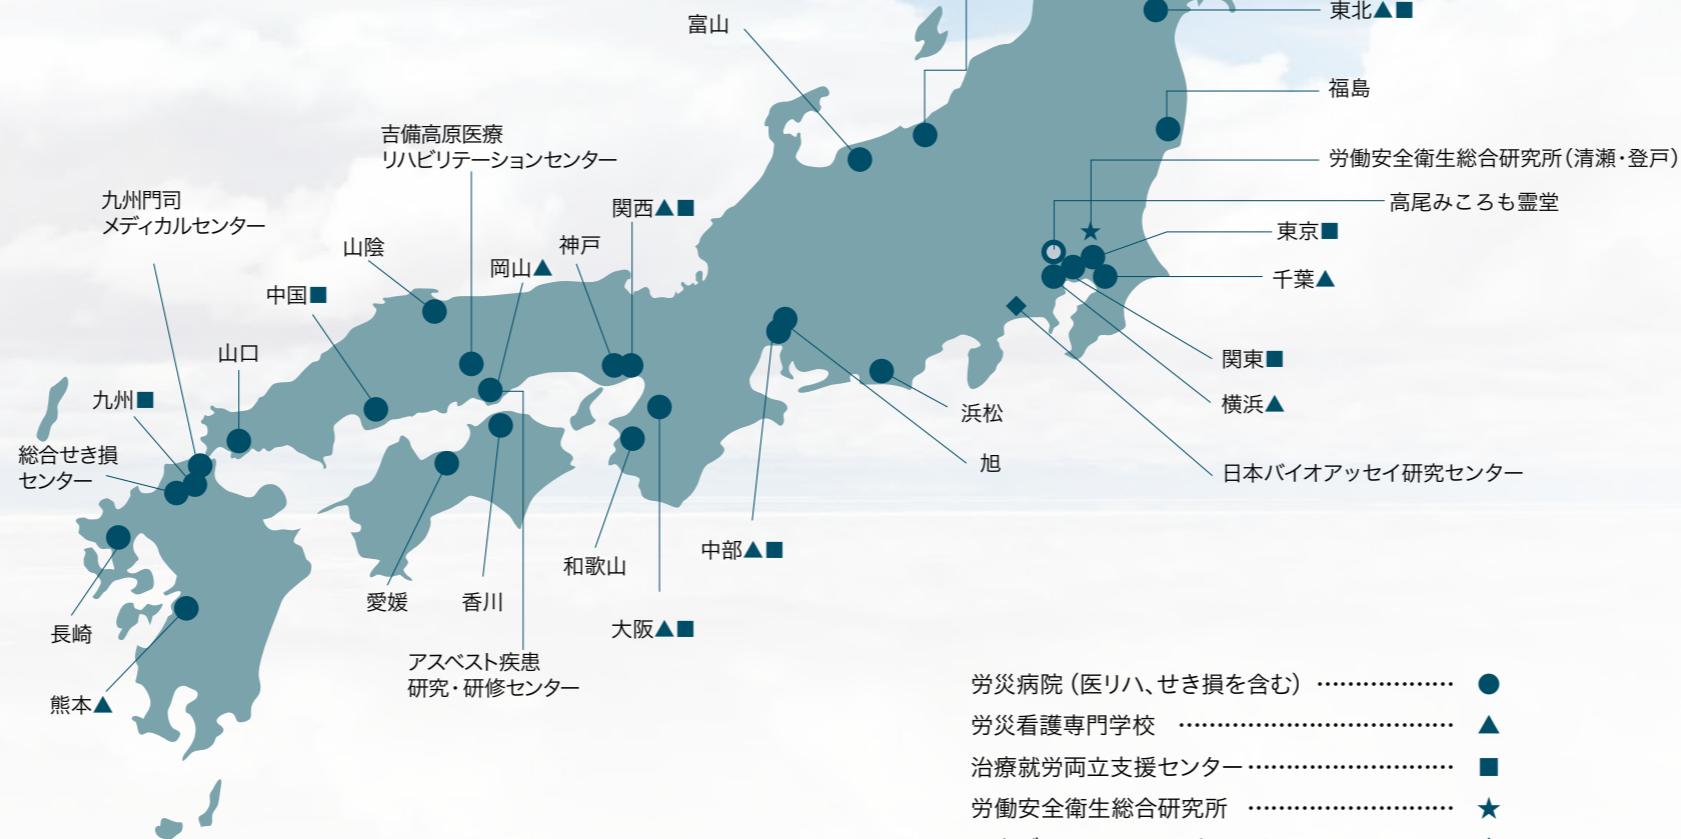 富山
東北▲■
福島
労働安全衛生総合研究所（清瀬・登戸）
高尾みころも霊堂
東京■
千葉▲
吉備高原医療
リハビリテーションセンター
九州門司
メディカルセンター
関西▲■
山陰
神戸
岡山▲
中国■
山口
九州■
総合せき損
センター
関東■
横浜▲
浜松
旭
日本バイオアッセイ研究センター
中部▲■
和歌山
愛媛
香川
大阪▲■
長崎
アスベスト疾患
研究・研修センター
熊本▲
労災病院（医リハ、せき損を含む） ……………… ●
労災看護専門学校 ……………………… ▲
治療就労両立支援センター ……………… ■
労働安全衛生総合研究所 ……………… ★